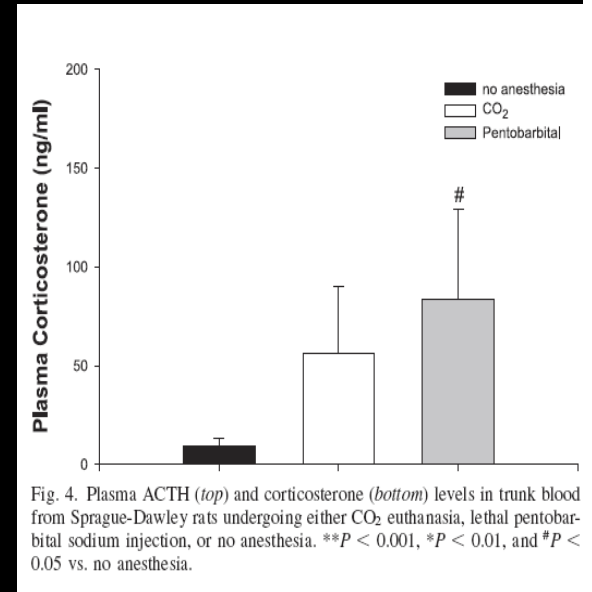 Plasma Corticosterone (ng/ml)
200
150
100
50
0
no anesthesia
CO2
Pentobarbital
#
Fig. 4. Plasma ACTH (top) and corticosterone (bottom) levels in trunk blood
from Sprague-Dawley rats undergoing either CO2 euthanasia, lethal pentobar-
bital sodium injection, or no anesthesia. **P < 0.001, *P < 0.01, and #P <
0.05 vs. no anesthesia.